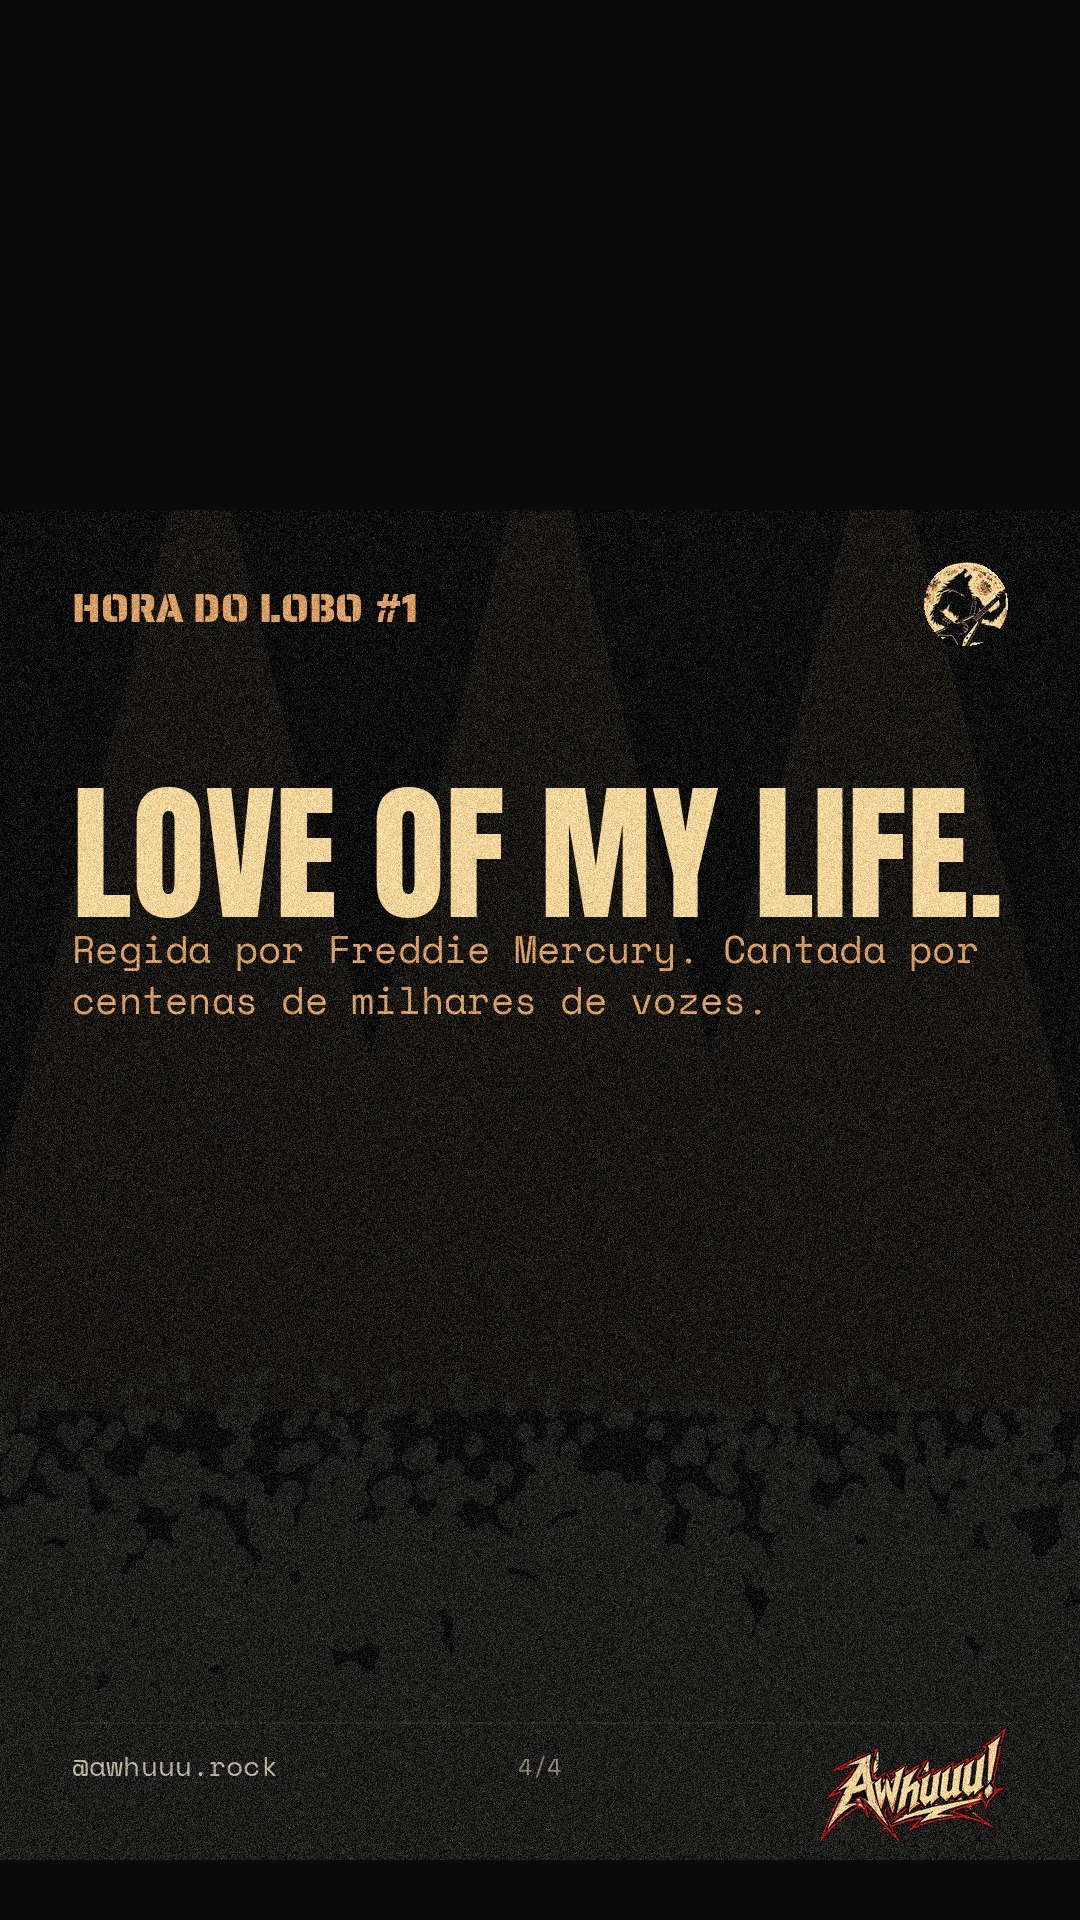 HORA DO LOBO #1
LOVE OF MY LIFE.
Regida por Freddie Mercury. Cantada por
centenas de milhares de vozes.
@awhuuu.rock
4/4
Awhuuu!